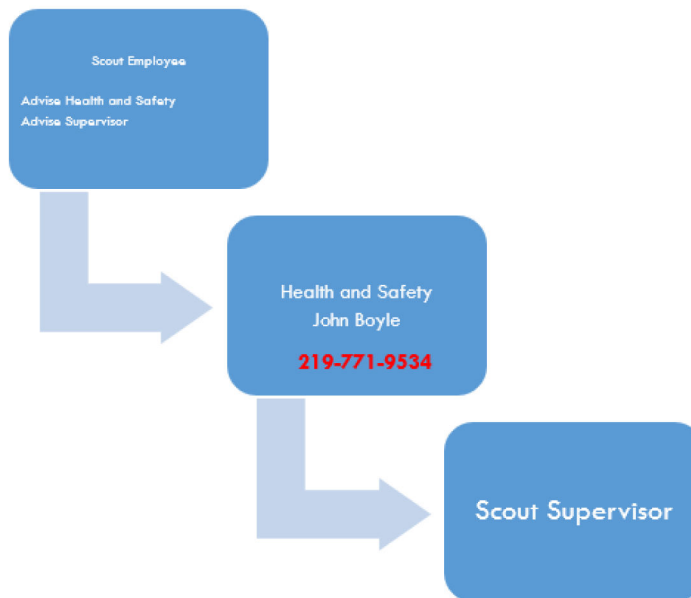 Scout Employee
Advise Health and Safety
Advise Supervisor
Health and Safety
John Boyle
219-771-9534
Scout Supervisor